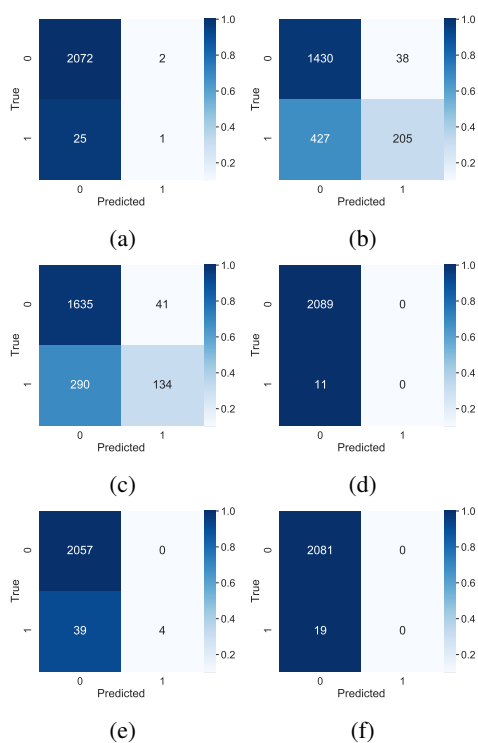 1.0
0 2072 2
0.8
True
0.6
1 25 1
0.4
0.2
0 1
Predicted
(a)
1.0
0 1430 38
0.8
True
0.6
1 427 205
0.4
0.2
0 1
Predicted
(b)
1.0
0 1635 41
0.8
True
0.6
1 290 134
0.4
0.2
0 1
Predicted
(c)
1.0
0 2089 0
0.8
True
0.6
1 11 0
0.4
0.2
0 1
Predicted
(d)
1.0
0 2057 0
0.8
True
0.6
1 39 4
0.4
0.2
0 1
Predicted
(e)
1.0
0 2081 0
0.8
True
0.6
1 19 0
0.4
0.2
0 1
Predicted
(f)